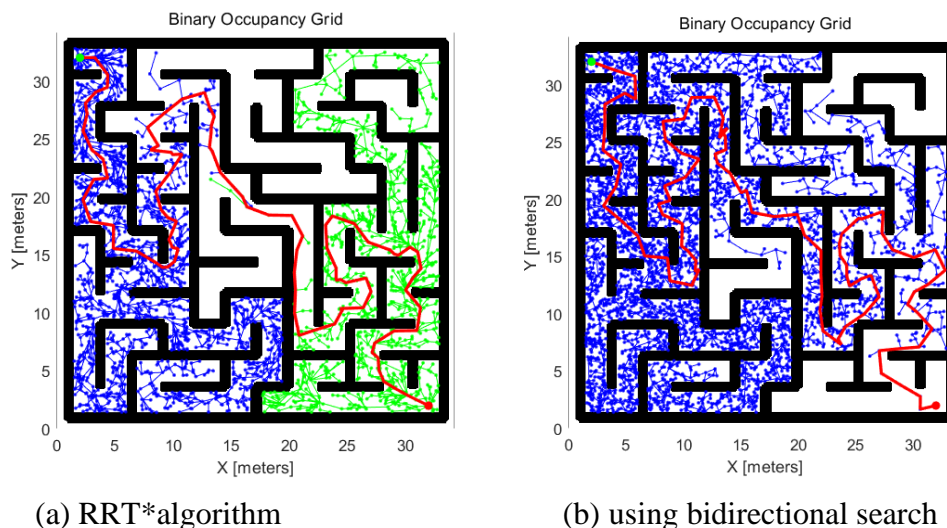 Binary Occupancy Grid
30
25
20
15
10
5
0
Y [meters]
0 5 10 15 20 25 30
X [meters]
(a) RRT*algorithm
Binary Occupancy Grid
30
25
20
15
10
5
0
Y [meters]
0 5 10 15 20 25 30
X [meters]
(b) using bidirectional search